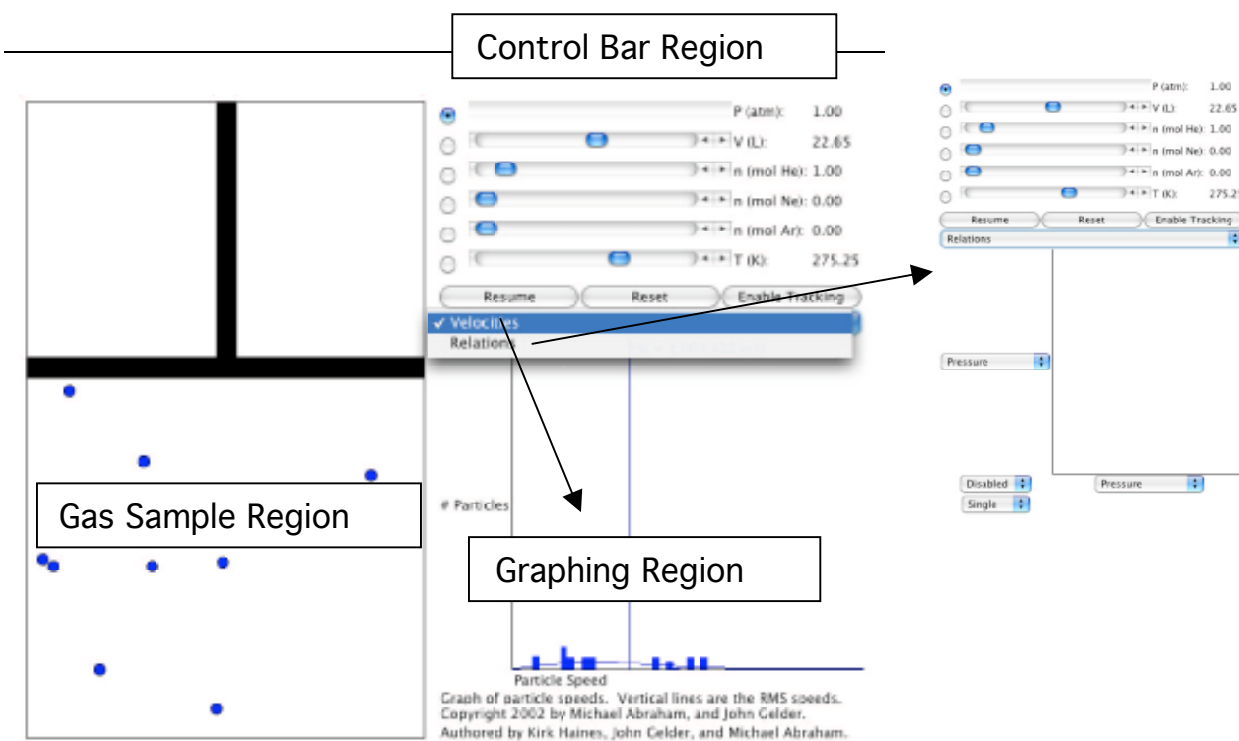 Control Bar Region
P (atm): 1.00
V (L): 22.65
n (mol He): 1.00
n (mol Ne): 0.00
n (mol Ar): 0.00
T (K): 275.25
Resume Reset Enable Tracking
✓ Velocities
Relations
Gas Sample Region
# Particles
Graphing Region
Particle Speed
Graph of particle speeds. Vertical lines are the RMS speeds.
Copyright 2002 by Michael Abraham, and John Gelder.
Authored by Kirk Haines, John Gelder, and Michael Abraham.
P (atm): 1.00
V (L): 22.65
n (mol He): 1.00
n (mol Ne): 0.00
n (mol Ar): 0.00
T (K): 275.25
Resume Reset Enable Tracking
Relations
Pressure
Disabled Pressure
Single